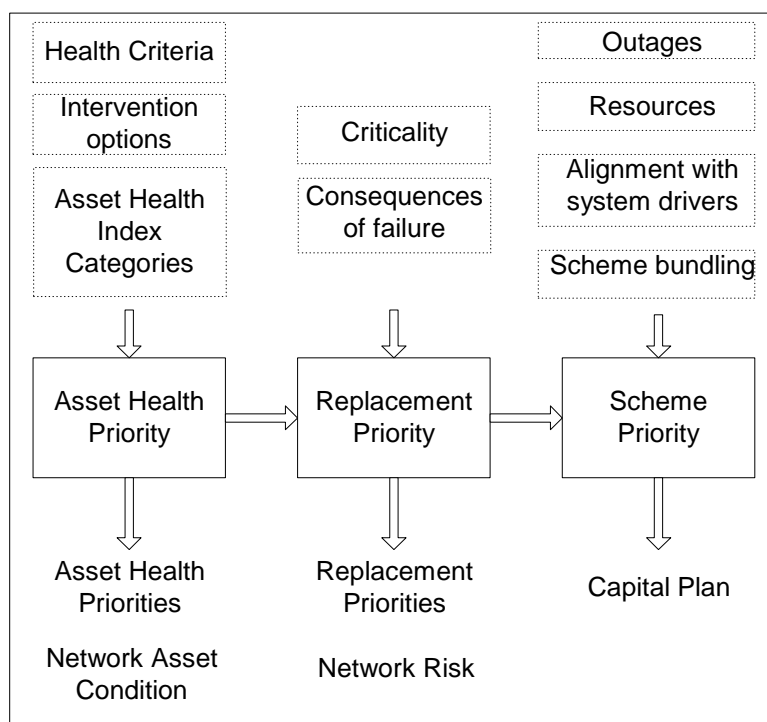 Health Criteria
Intervention
options
Asset Health
Index
Categories
Criticality
Consequences
of failure
Outages
Resources
Alignment with
system drivers
Scheme bundling
Asset Health
Priority
Replacement
Priority
Scheme
Priority
Asset Health
Priorities
Network Asset
Condition
Replacement
Priorities
Network Risk
Capital Plan